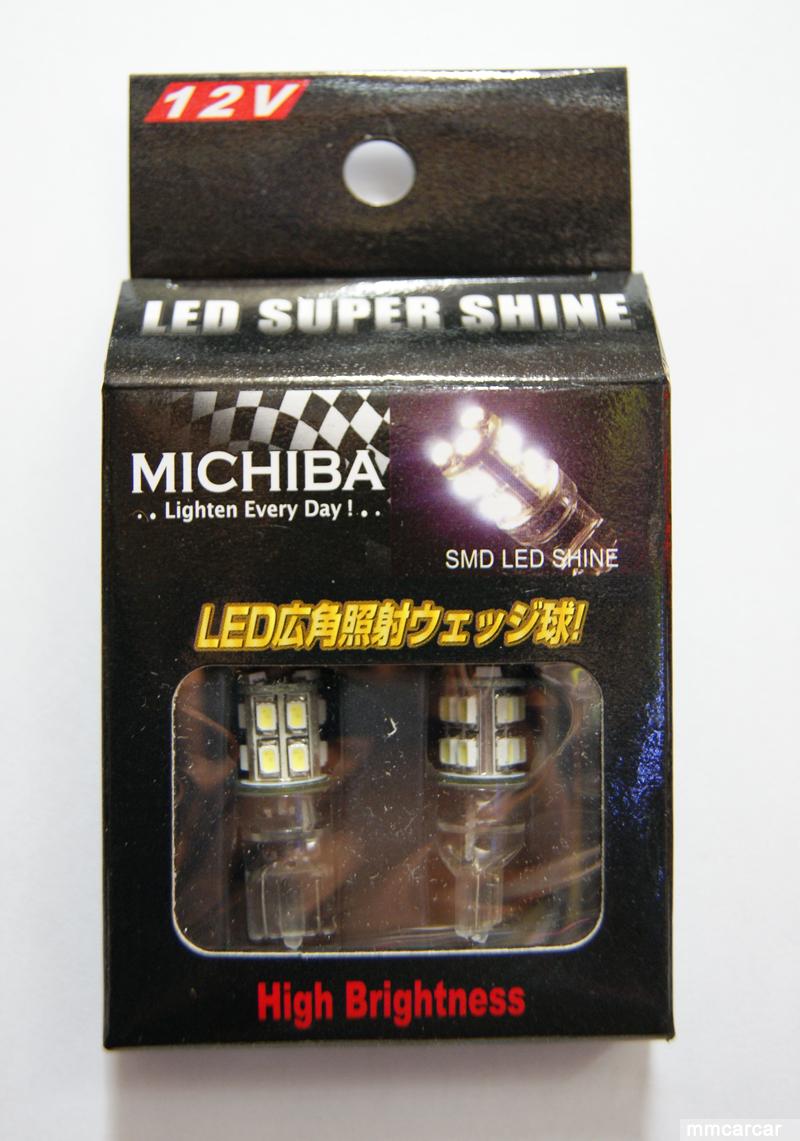 12V
LED SUPER SHINE
MICHIBA
.. Lighten Every Day ! ..
SMD LED SHINE
LED広角照射ウェッジ球!
High Brightness
mmcarcar